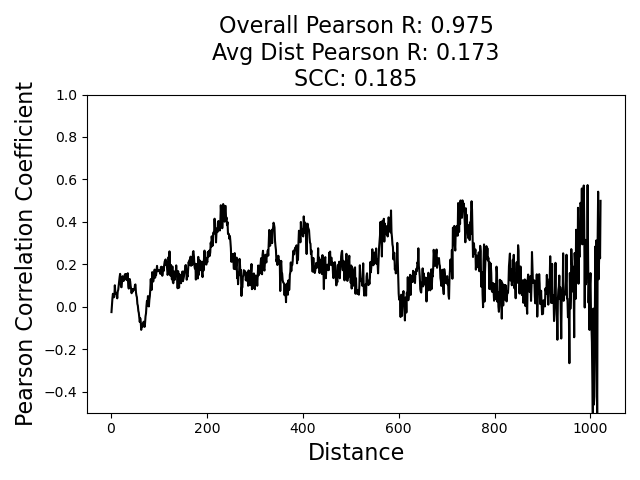 Overall Pearson R: 0.975
Avg Dist Pearson R: 0.173
SCC: 0.185
Pearson Correlation Coefficient
1.0
0.8
0.6
0.4
0.2
0.0
−0.2
−0.4
0 200 400 600 800 1000
Distance